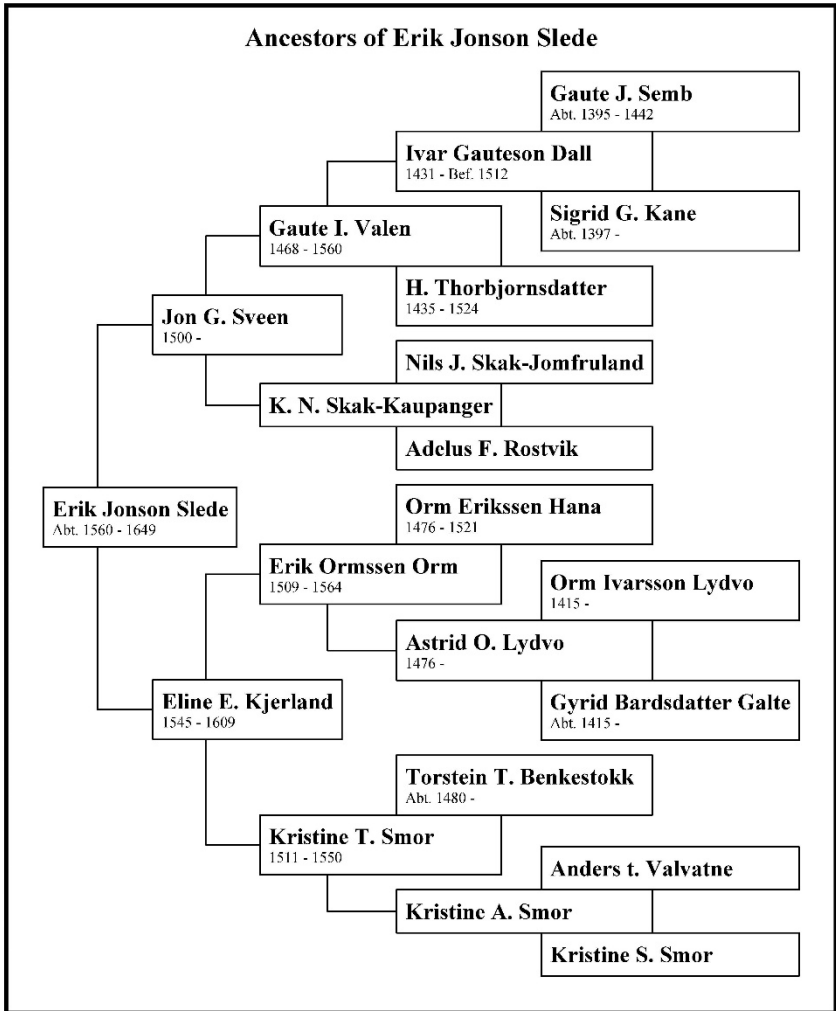 Ancestors of Erik Jonson Slede
Gaute J. Semb
Abt. 1395 - 1442
Ivar Gauteson Dall
1431 - Bef. 1512
Sigrid G. Kane
Abt. 1397 -
Gaute I. Valen
1468 - 1560
H. Thorbjornsdatter
1435 - 1524
Jon G. Sveen
1500 -
Nils J. Skak-Jomfruland
K. N. Skak-Kaupanger
Adelus F. Rostvik
Erik Jonson Slede
Abt. 1560 - 1649
Orm Erikssen Hana
1476 - 1521
Erik Ormssen Orm
1509 - 1564
Orm Ivarsson Lydvo
1415 -
Astrid O. Lydvo
1476 -
Gyrid Bardsdatter Galte
Abt. 1415 -
Eline E. Kjerland
1545 - 1609
Torstein T. Benkestokk
Abt. 1480 -
Kristine T. Smor
1511 - 1550
Anders t. Valvatne
Kristine A. Smor
Kristine S. Smor